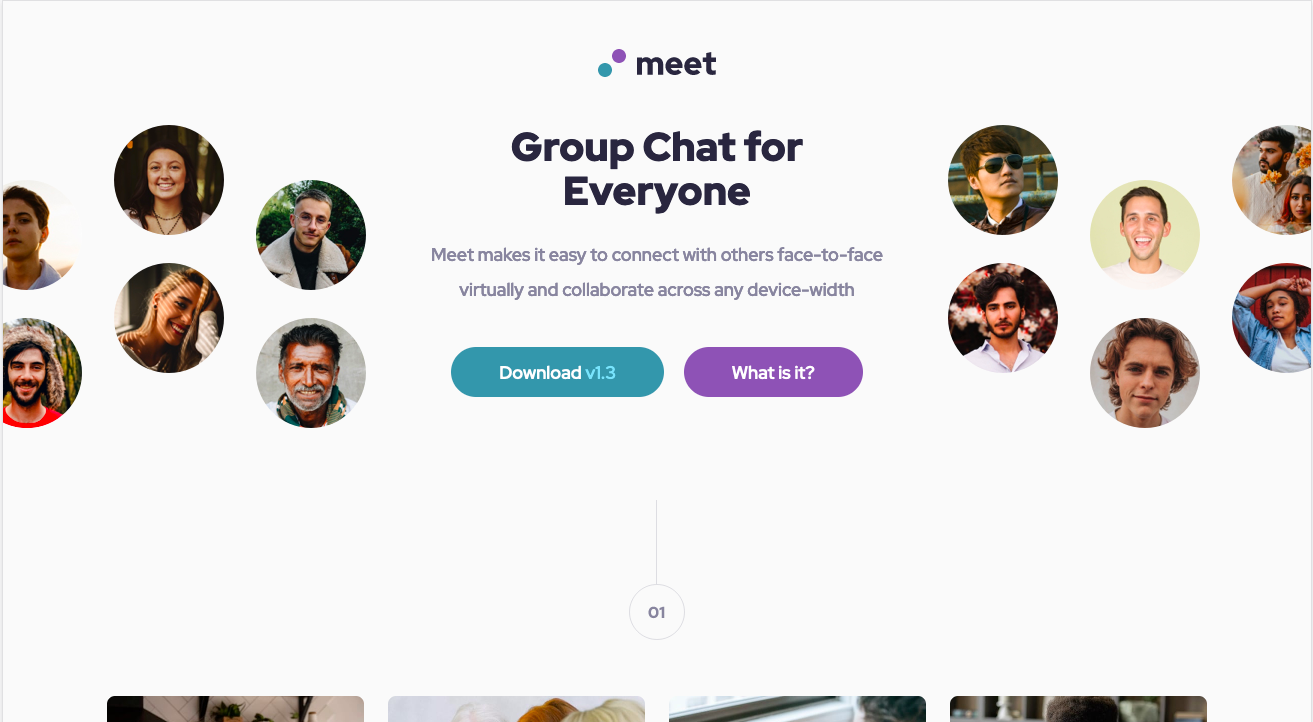 meet
Group Chat for
Everyone
Meet makes it easy to connect with others face-to-face
virtually and collaborate across any device-width
Download v1.3
What is it?
01